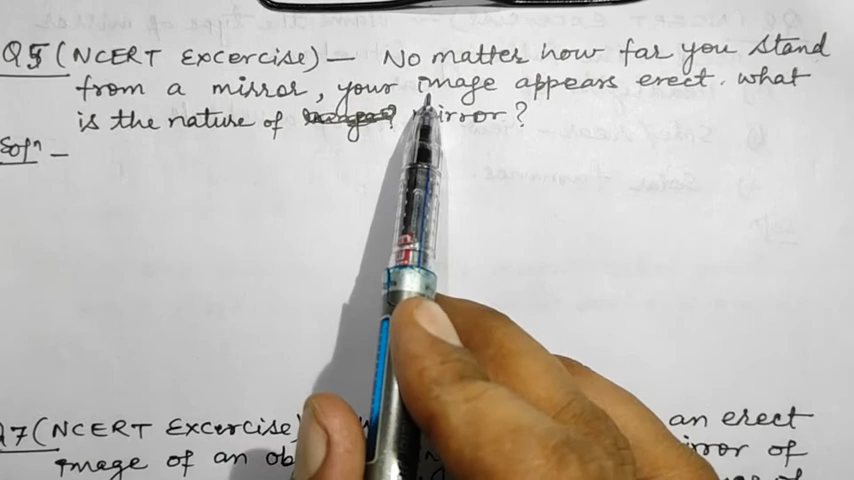 Q5 (NCERT Excercise) — No matter how far you stand
from a mirror, your image appears erect. what
is the nature of mirror?
Solⁿ —
Q7 (NCERT Excercise) an erect
image of an ob irror of